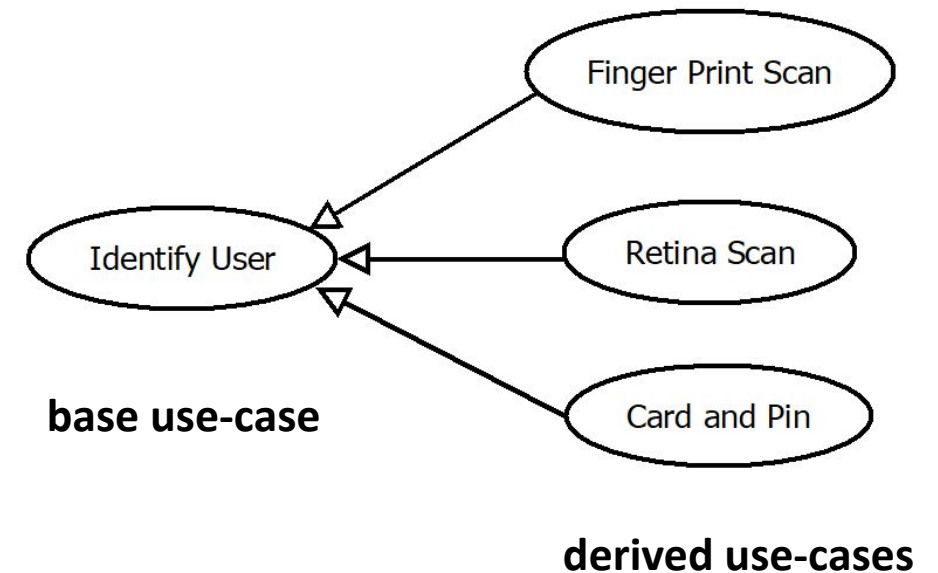 Finger Print Scan
Identify User
Retina Scan
Card and Pin
base use-case
derived use-cases